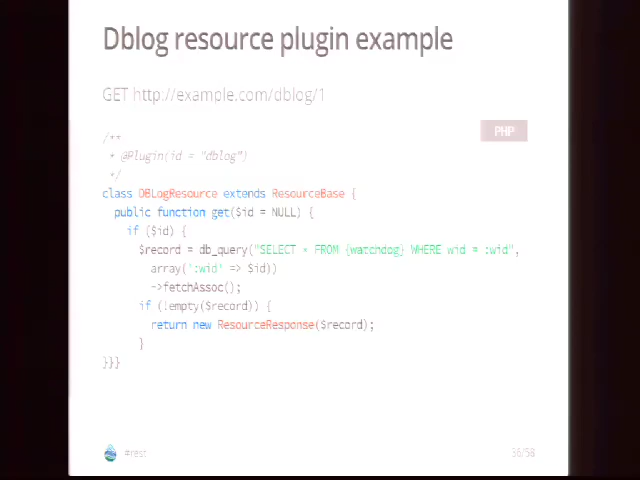 Dblog resource plugin example
GET http://example.com/dblog/1
PHP
/**
* @Plugin(id = "dblog")
*/
class DBLogResource extends ResourceBase {
public function get($id = NULL) {
if ($id) {
$record = db_query("SELECT * FROM {watchdog} WHERE wid = :wid",
array(':wid' => $id))
->fetchAssoc();
if (!empty($record)) {
return new ResourceResponse($record);
}
}}}
#rest
36/58